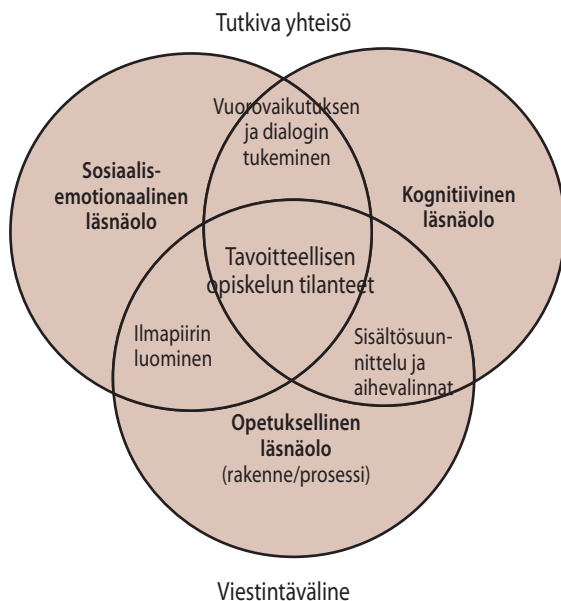 Tutkiva yhteisö
Vuorovaikutuksen
ja dialogin
tukeminen
Sosiaalis-
emotionaalinen
läsnäolo
Kognitiivinen
läsnäolo
Tavoitteellisen
opiskelun tilanteet
Ilmapiirin
luominen
Sisältösuun-
nittelu ja
aihevalinnat
Opetuksellinen
läsnäolo
(rakenne/prosessi)
Viestintäväline